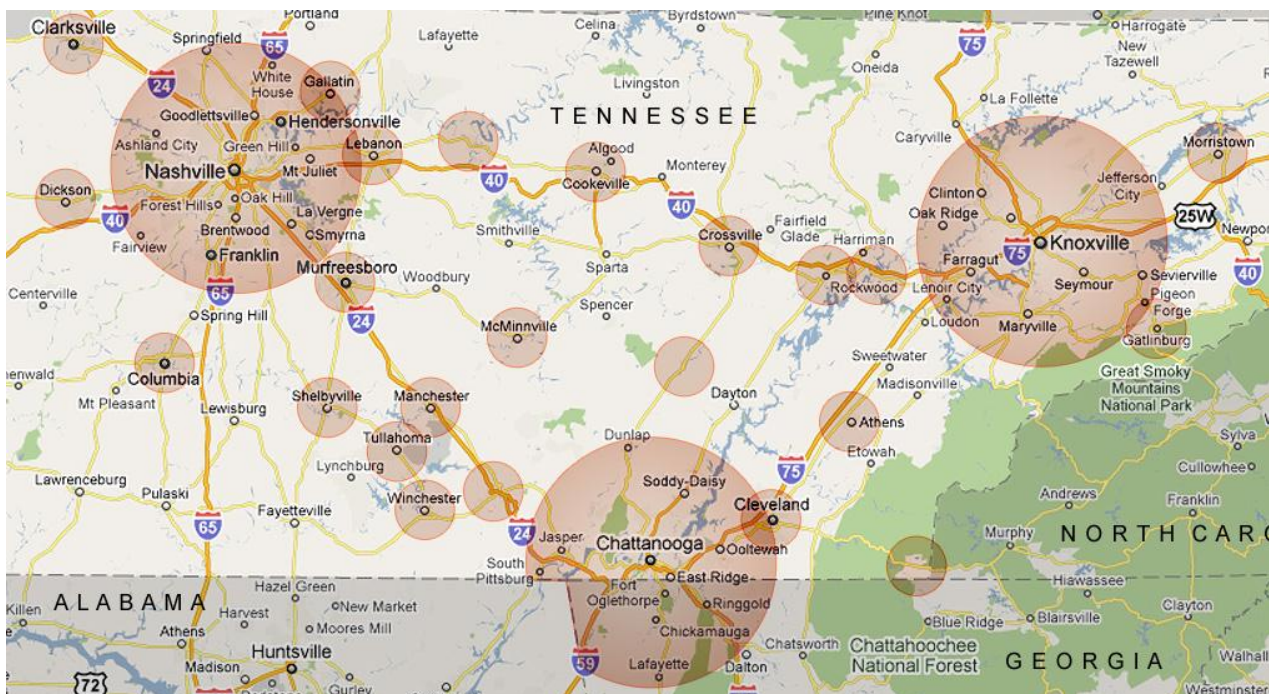 Clarksville
Portland
Celina
Byrdstown
Pine Knot
Harrogate
Springfield
65
Lafayette
75
New
Tazewell
24
White
House
Gallatin
Livingston
Oneida
La Follette
Goodlettsville
Hendersonville
TENNESSEE
Ashland City
Green Hill
Lebanon
Algood
Monterey
Caryville
Morristown
Nashville
Mt Juliet
40
Cookeville
Jefferson
City
Dickson
Forest Hills
Oak Hill
La Vergne
40
Clinton
Oak Ridge
25W
40
Fairview
Brentwood
CSmyrna
Smithville
Crossville
Fairfield
Glade
Harriman
75
Knoxville
Newpor
Franklin
Murfreesboro
Woodbury
Sparta
Rockwood
Farragut
Lenoir City
Seymour
Sevierville
40
Centerville
65
Spring Hill
24
Spencer
Loudon
Maryville
Pigeon
Forge
McMinnville
Gatlinburg
Columbia
Sweetwater
Great Smoky
Mountains
National Park
enwald
Mt Pleasant
Lewisburg
Shelbyville
Manchester
Dayton
Madisonville
Athens
Tullahoma
Dunlap
Etowah
Sylva
Lynchburg
75
Cullowhee
Lawrenceburg
Pulaski
Fayetteville
Winchester
Soddy-Daisy
Cleveland
Andrews
Franklin
65
24
Jasper
Chattanooga
Ooltewah
Murphy
NORTH CARO
South
Pittsburg
East Ridge
Hiawassee
ALABAMA
Hazel Green
New Market
Fort
Oglethorpe
Ringgold
Killen
Harvest
Moores Mill
Chickamauga
Blue Ridge
Blairsville
Clayton
Athens
Huntsville
Chatsworth
Chattahoochee
National Forest
GEORGIA
Walhall
72
Madison
Gurley
59
Lafayette
Dalton
Westminster